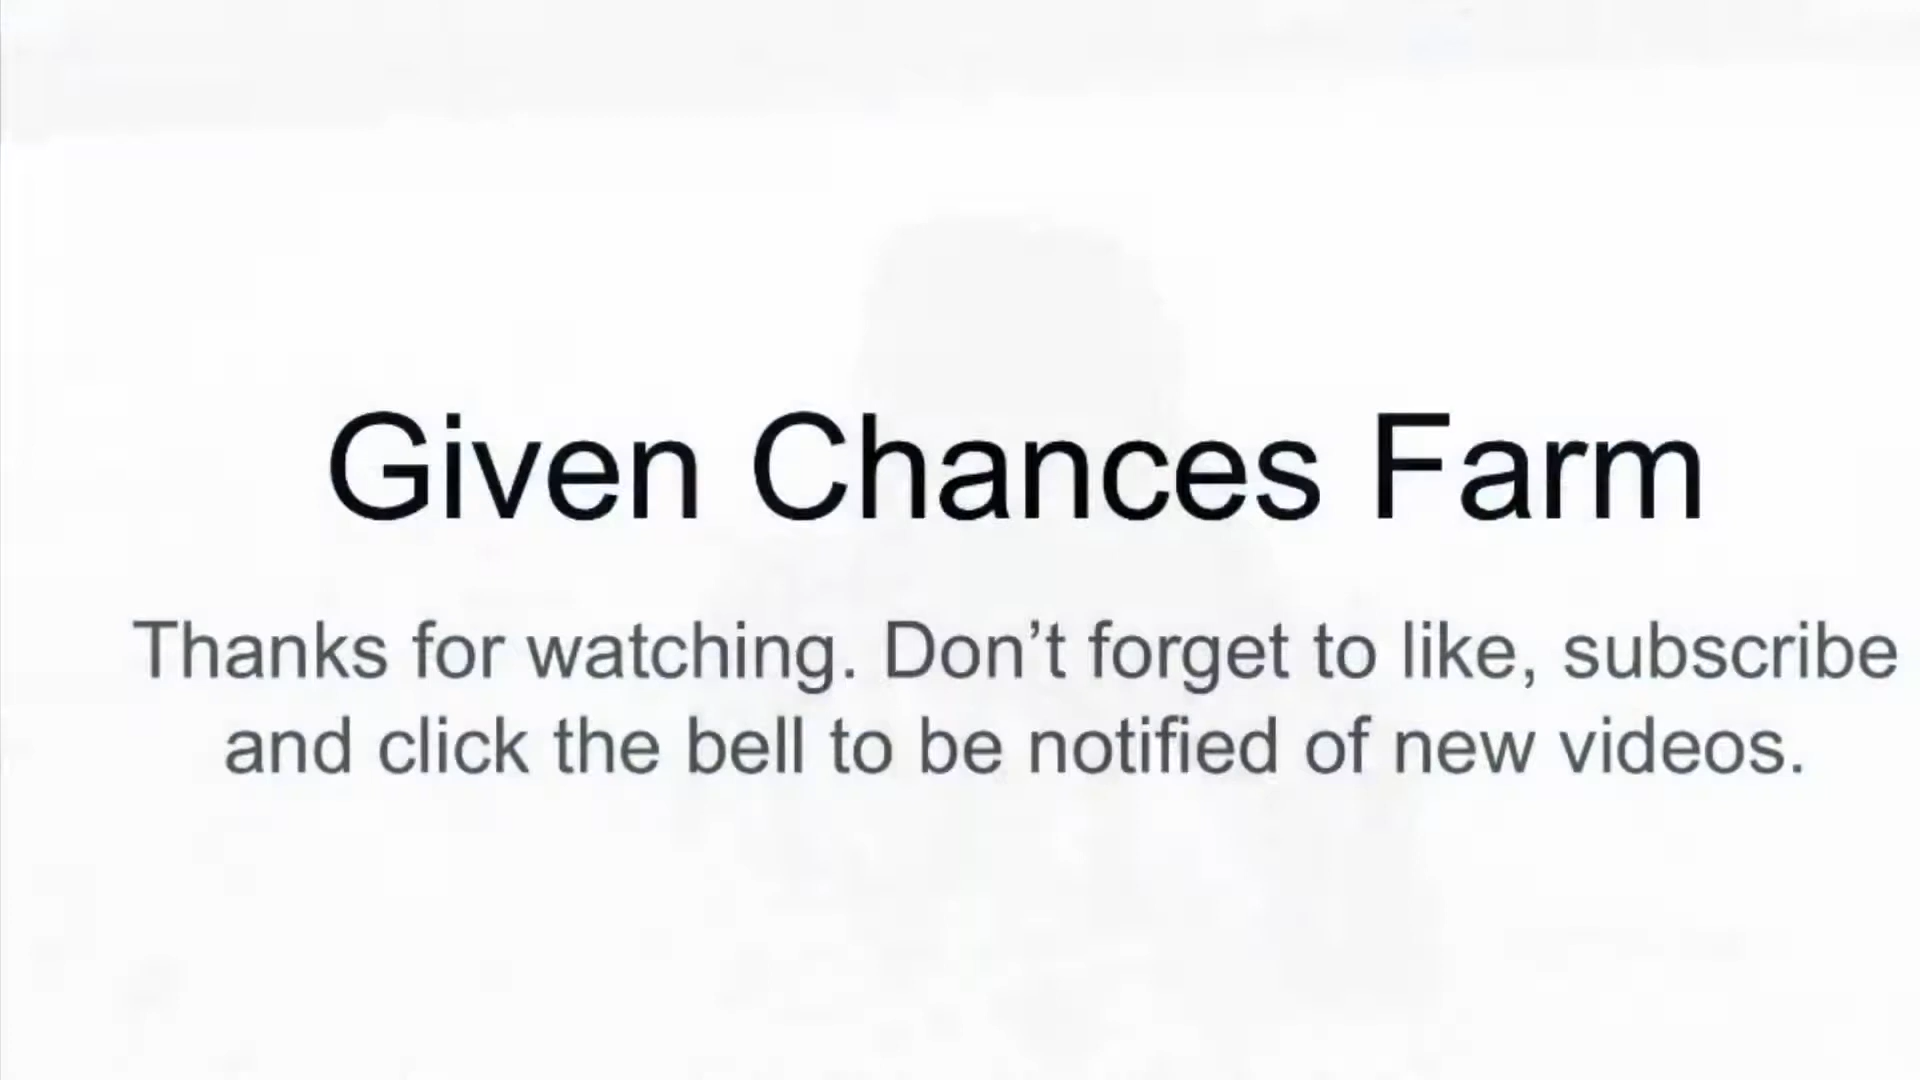 Given Chances Farm
Thanks for watching. Don’t forget to like, subscribe
and click the bell to be notified of new videos.